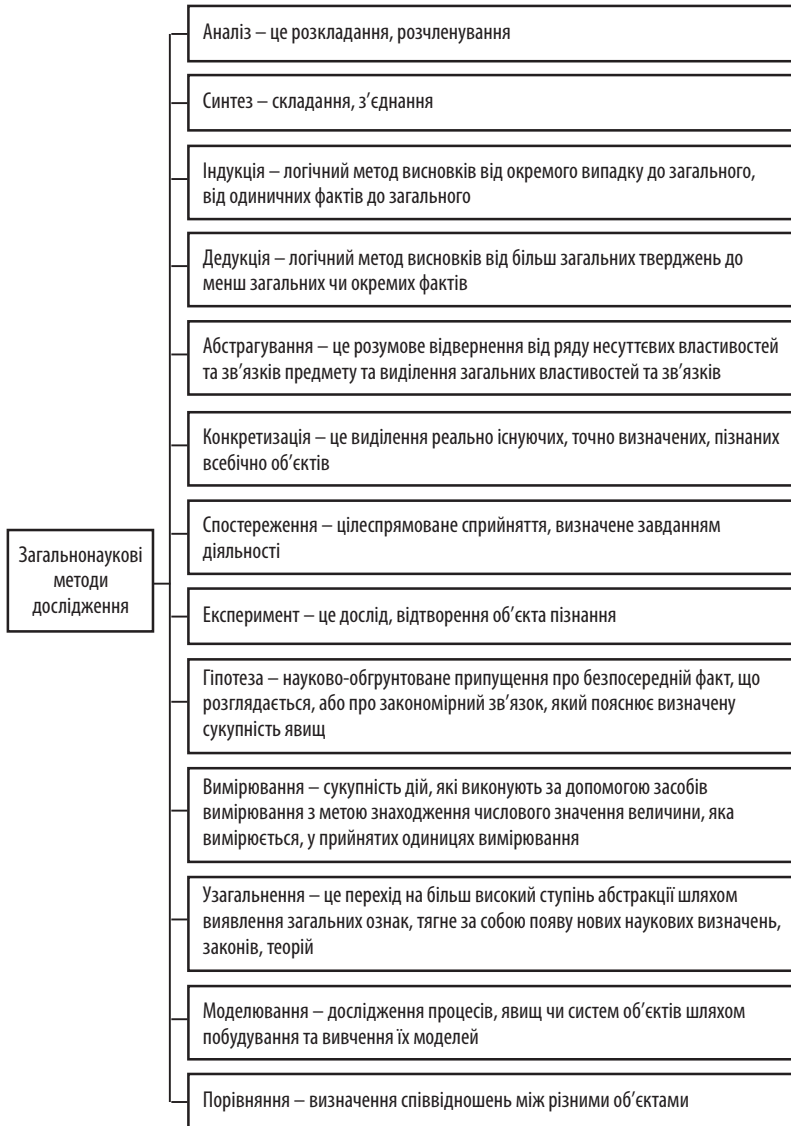 Аналіз – це розкладання, розчленування
Синтез – складання, з’єднання
Індукція – логічний метод висновків від окремого випадку до загального,
від одиничних фактів до загального
Дедукція – логічний метод висновків від більш загальних тверджень до
менш загальних чи окремих фактів
Абстрагування – це розумове відвернення від ряду несуттєвих властивостей
та зв’язків предмету та виділення загальних властивостей та зв’язків
Конкретизація – це виділення реально існуючих, точно визначених, пізнаних
всебічно об’єктів
Спостереження – цілеспрямоване сприйняття, визначене завданням
діяльності
Загальнонаукові
методи
дослідження
Експеримент – це дослід, відтворення об’єкта пізнання
Гіпотеза – науково-обгрунтоване припущення про безпосередній факт, що
розглядається, або про закономірний зв’язок, який пояснює визначену
сукупність явищ
Вимірювання – сукупність дій, які виконують за допомогою засобів
вимірювання з метою знаходження числового значення величини, яка
вимірюється, у прийнятих одиницях вимірювання
Узагальнення – це перехід на більш високий ступінь абстракції шляхом
виявлення загальних ознак, тягне за собою появу нових наукових визначень,
законів, теорій
Моделювання – дослідження процесів, явищ чи систем об’єктів шляхом
побудування та вивчення їх моделей
Порівняння – визначення співвідношень між різними об’єктами